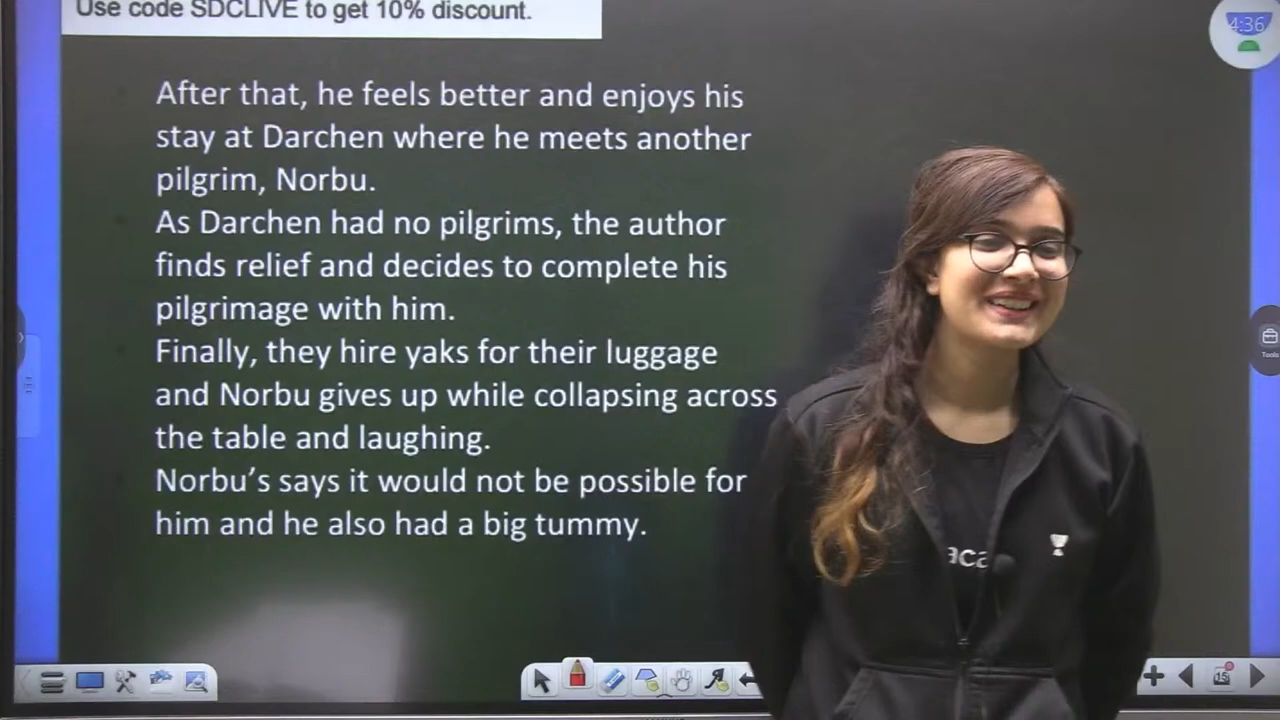 Use code SDCLIVE to get 10% discount.
4:36
After that, he feels better and enjoys his
stay at Darchen where he meets another
pilgrim, Norbu.
As Darchen had no pilgrims, the author
finds relief and decides to complete his
pilgrimage with him.
Finally, they hire yaks for their luggage
and Norbu gives up while collapsing across
the table and laughing.
Norbu’s says it would not be possible for
him and he also had a big tummy.
Tools
aca
15